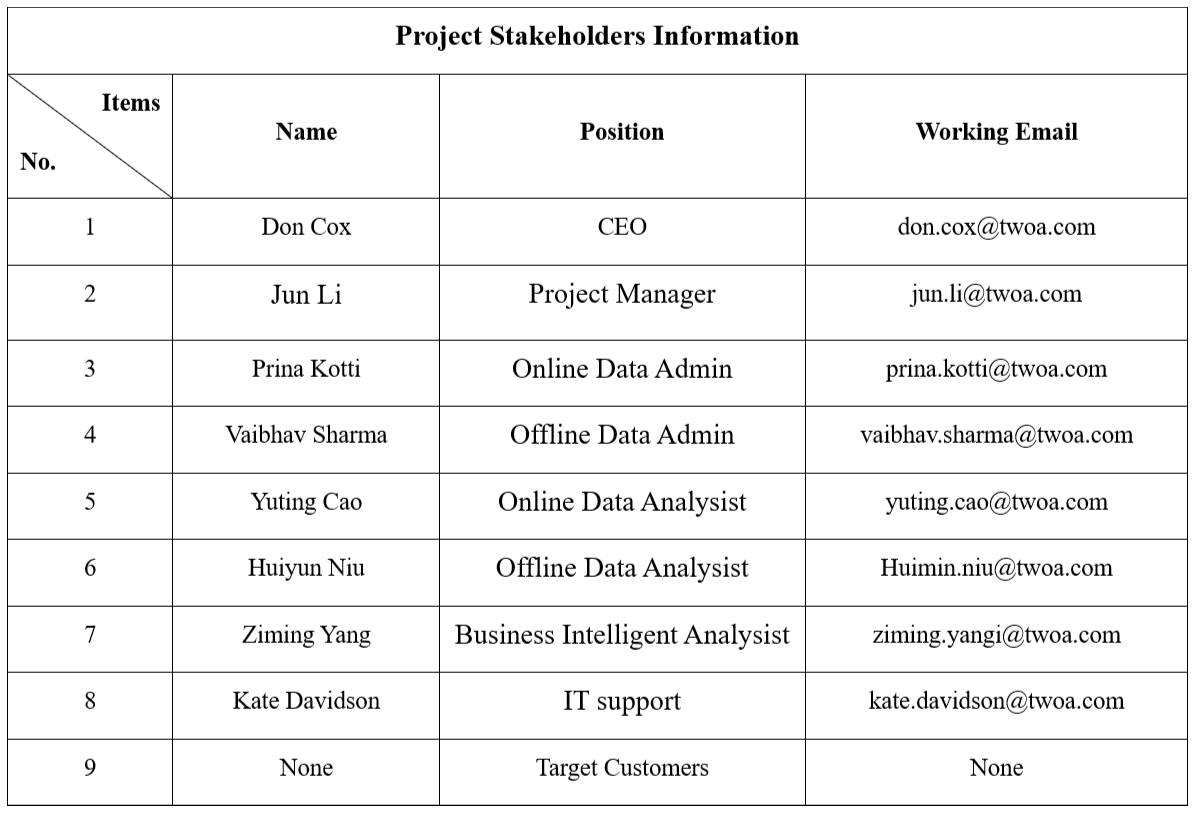 Project Stakeholders Information
Items
No.
Name
Position
Working Email
1 Don Cox CEO don.cox@twoa.com
2 Jun Li Project Manager jun.li@twoa.com
3 Prina Kotti Online Data Admin prina.kotti@twoa.com
4 Vaibhav Sharma Offline Data Admin vaibhav.sharma@twoa.com
5 Yuting Cao Online Data Analysist yuting.cao@twoa.com
6 Huiyun Niu Offline Data Analysist Huimin.niu@twoa.com
7 Ziming Yang Business Intelligent Analysist ziming.yangi@twoa.com
8 Kate Davidson IT support kate.davidson@twoa.com
9 None Target Customers None